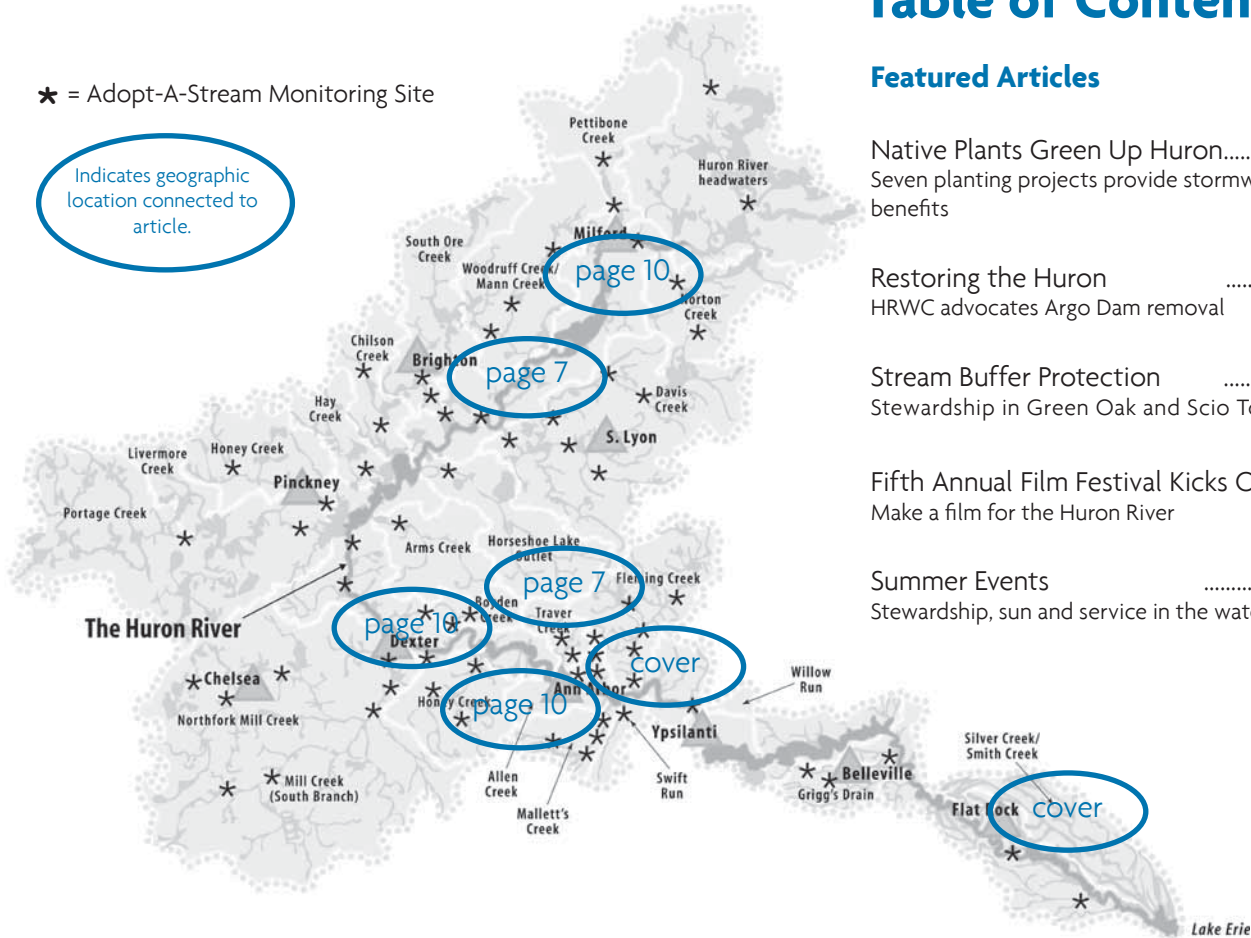 Table of Conten
★ = Adopt-A-Stream Monitoring Site
Indicates geographic
location connected to
article.
Featured Articles
Native Plants Green Up Huron.....
Seven planting projects provide stormw
benefits
Restoring the Huron .....
HRWC advocates Argo Dam removal
Stream Buffer Protection .....
Stewardship in Green Oak and Scio To
Fifth Annual Film Festival Kicks O
Make a film for the Huron River
Summer Events .........
Stewardship, sun and service in the wate
Pettibone
Creek
Huron River
headwaters
Milford
South Ore
Creek
Woodruff Creek/
Mann Creek
page 10
Norton
Creek
Chilson
Creek
Brighton
page 7
Davis
Creek
Hay
Creek
S. Lyon
Livermore
Creek
Honey Creek
Pinckney
Portage Creek
Arms Creek
Horseshoe Lake
Outlet
page 7
Fleming Creek
The Huron River
page 10
Boyden
Creek
Traver
Creek
Dexter
cover
Chelsea
Ann Arbor
Honey Creek
page 10
Willow
Run
Northfork Mill Creek
Ypsilanti
Silver Creek/
Smith Creek
Mill Creek
(South Branch)
Allen
Creek
Swift
Run
Belleville
Grigg's Drain
Mallett's
Creek
Flat Rock
cover
Lake Erie